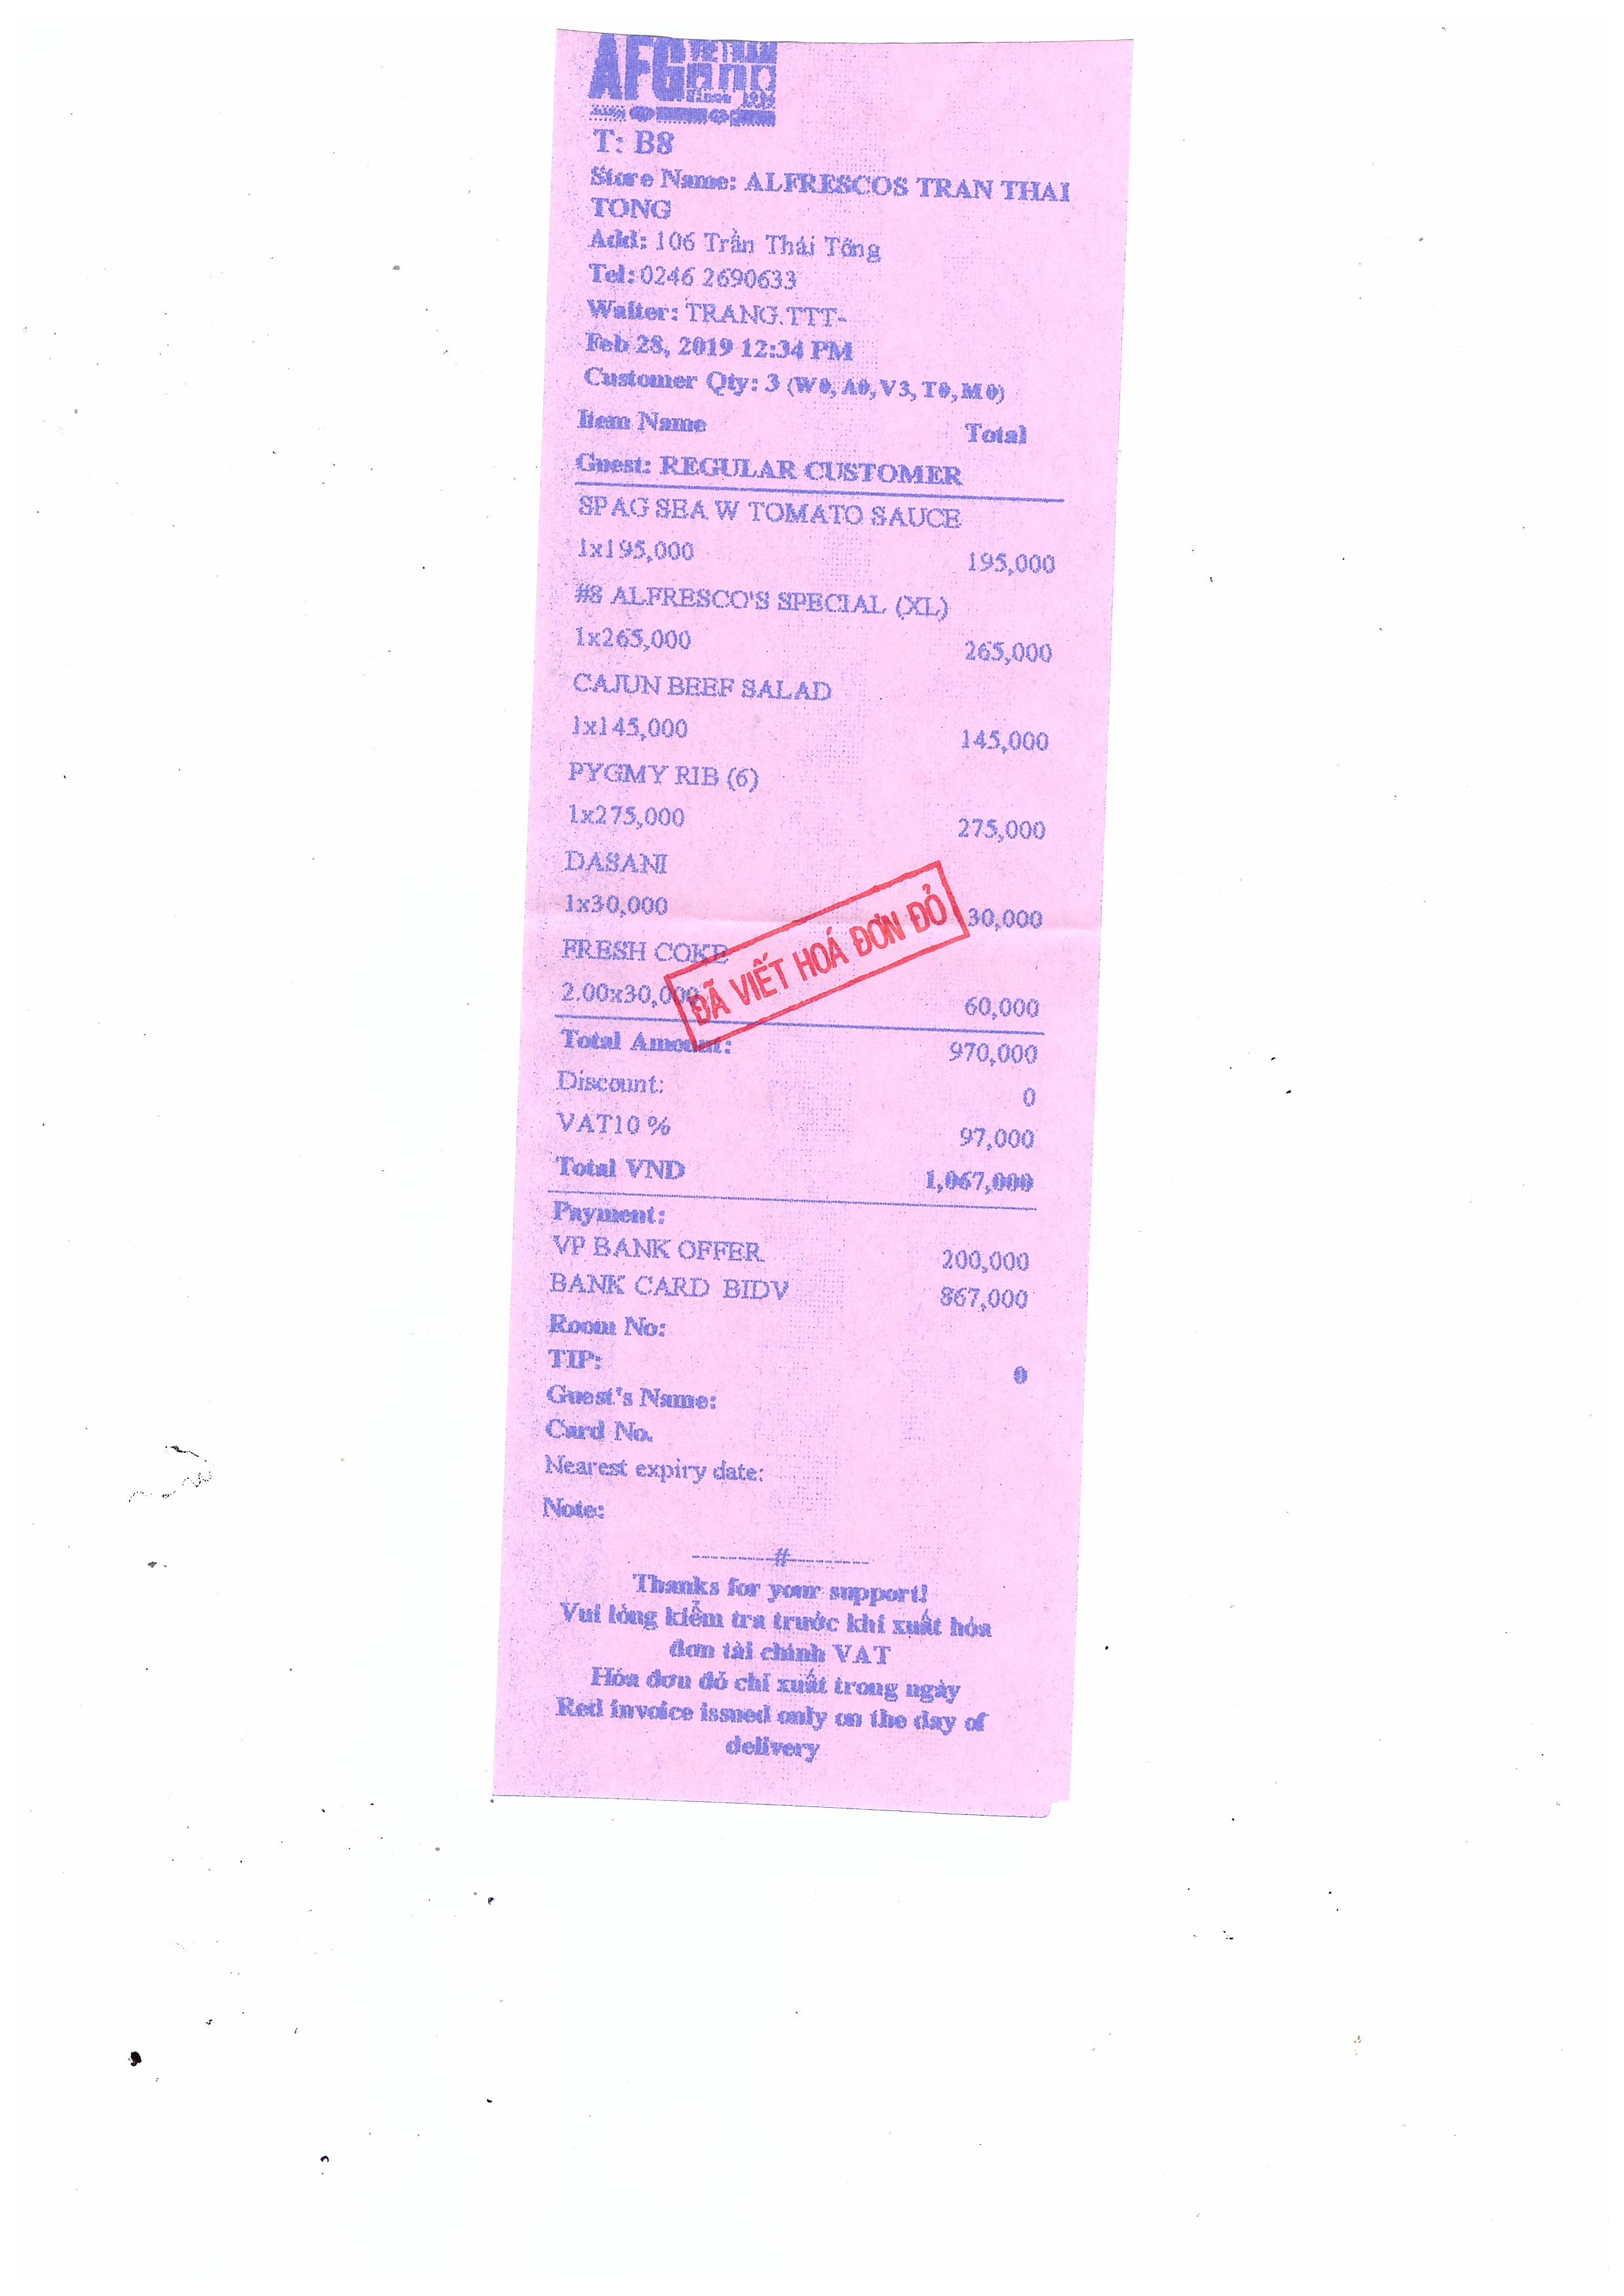 AFG VIETNAM
Since
T: B8
Store Name: ALFRESCOS TRAN THAI
TONG
Add: 106 Trần Thái Tông
Tel: 0246 2690633
Waiter: TRANG.TTT-
Feb 28, 2019 12:34 PM
Customer Qty: 3 (W0, A0, V3, T0, M0)
Item Name Total
Guest: REGULAR CUSTOMER
SPAG SEA W TOMATO SAUCE
1x195,000 195,000
#8 ALFRESCO'S SPECIAL (XL)
1x265,000 265,000
CAJUN BEEF SALAD
1x145,000 145,000
PYGMY RIB (6)
1x275,000 275,000
DASANI
1x30,000 30,000
FRESH COKE
2.00x30,000 60,000
ĐÃ VIẾT HOÁ ĐƠN ĐỎ
Total Amount: 970,000
Discount: 0
VAT10 % 97,000
Total VND 1,067,000
Payment:
VP BANK OFFER 200,000
BANK CARD BIDV 867,000
Room No:
TIP: 0
Guest's Name:
Card No.
Nearest expiry date:
Note:
---------#---------
Thanks for your support!
Vui lòng kiểm tra trước khi xuất hóa
đơn tài chính VAT
Hóa đơn đỏ chỉ xuất trong ngày
Red invoice issued only on the day of
delivery